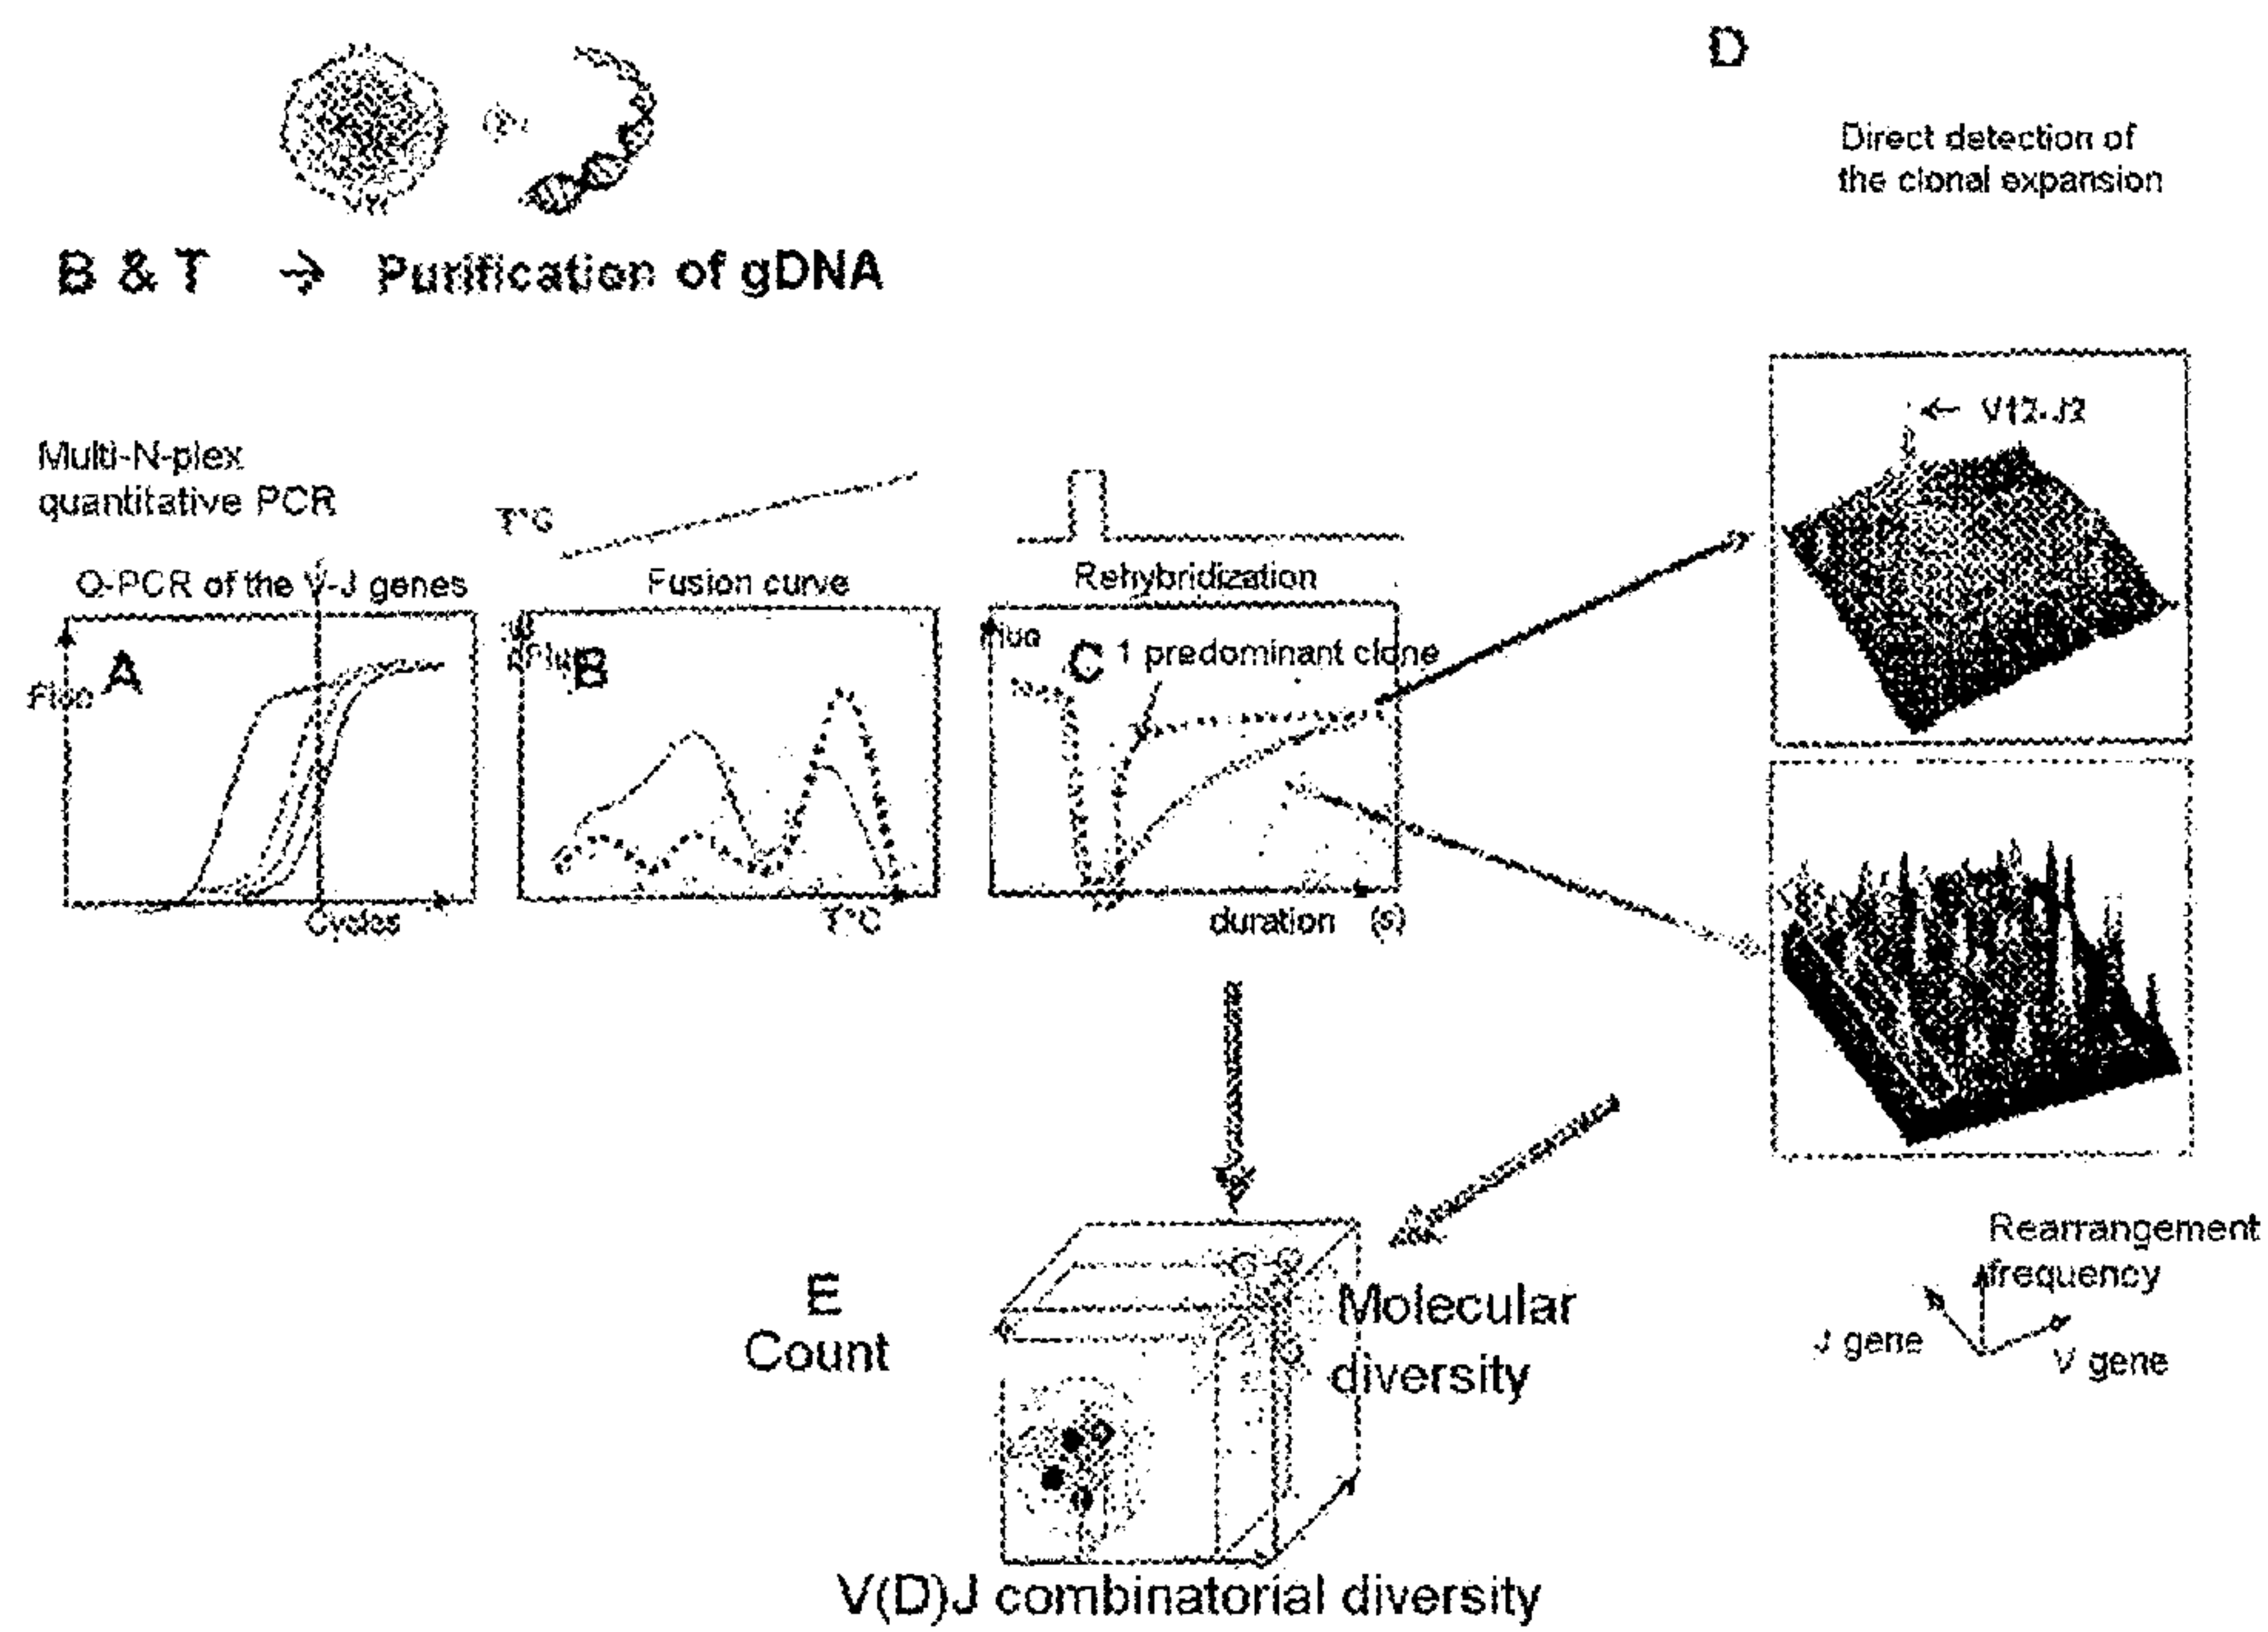 D
Direct detection of
the clonal expansion
B & T → Purification of gDNA
Multi-N-plex
quantitative PCR
T°C
V12-J2
Q-PCR of the V-J genes
Fusion curve
Rehybridization
Fluo
A
B
Fluo
C
1 predominant clone
Cycles
T°C
duration (s)
E
Count
Molecular
diversity
Rearrangement
frequency
J gene
V gene
V(D)J combinatorial diversity